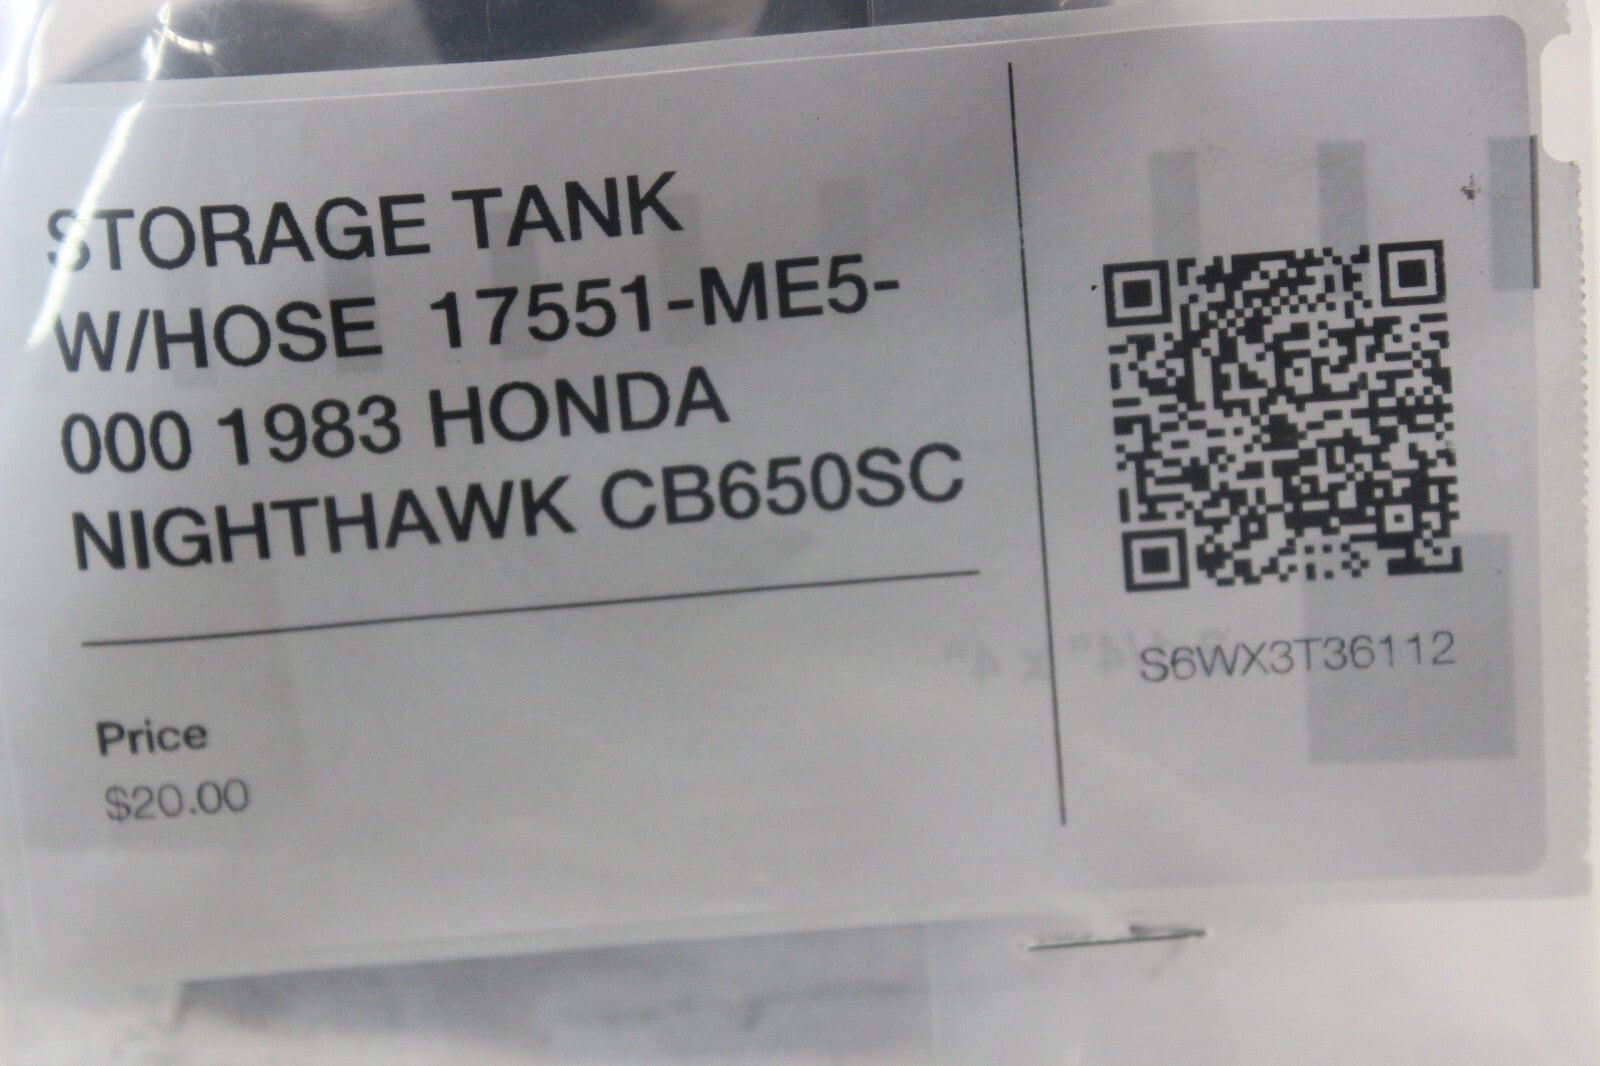 STORAGE TANK
W/HOSE 17551-ME5-
000 1983 HONDA
NIGHTHAWK CB650SC
Price
$20.00
S6WX3T36112